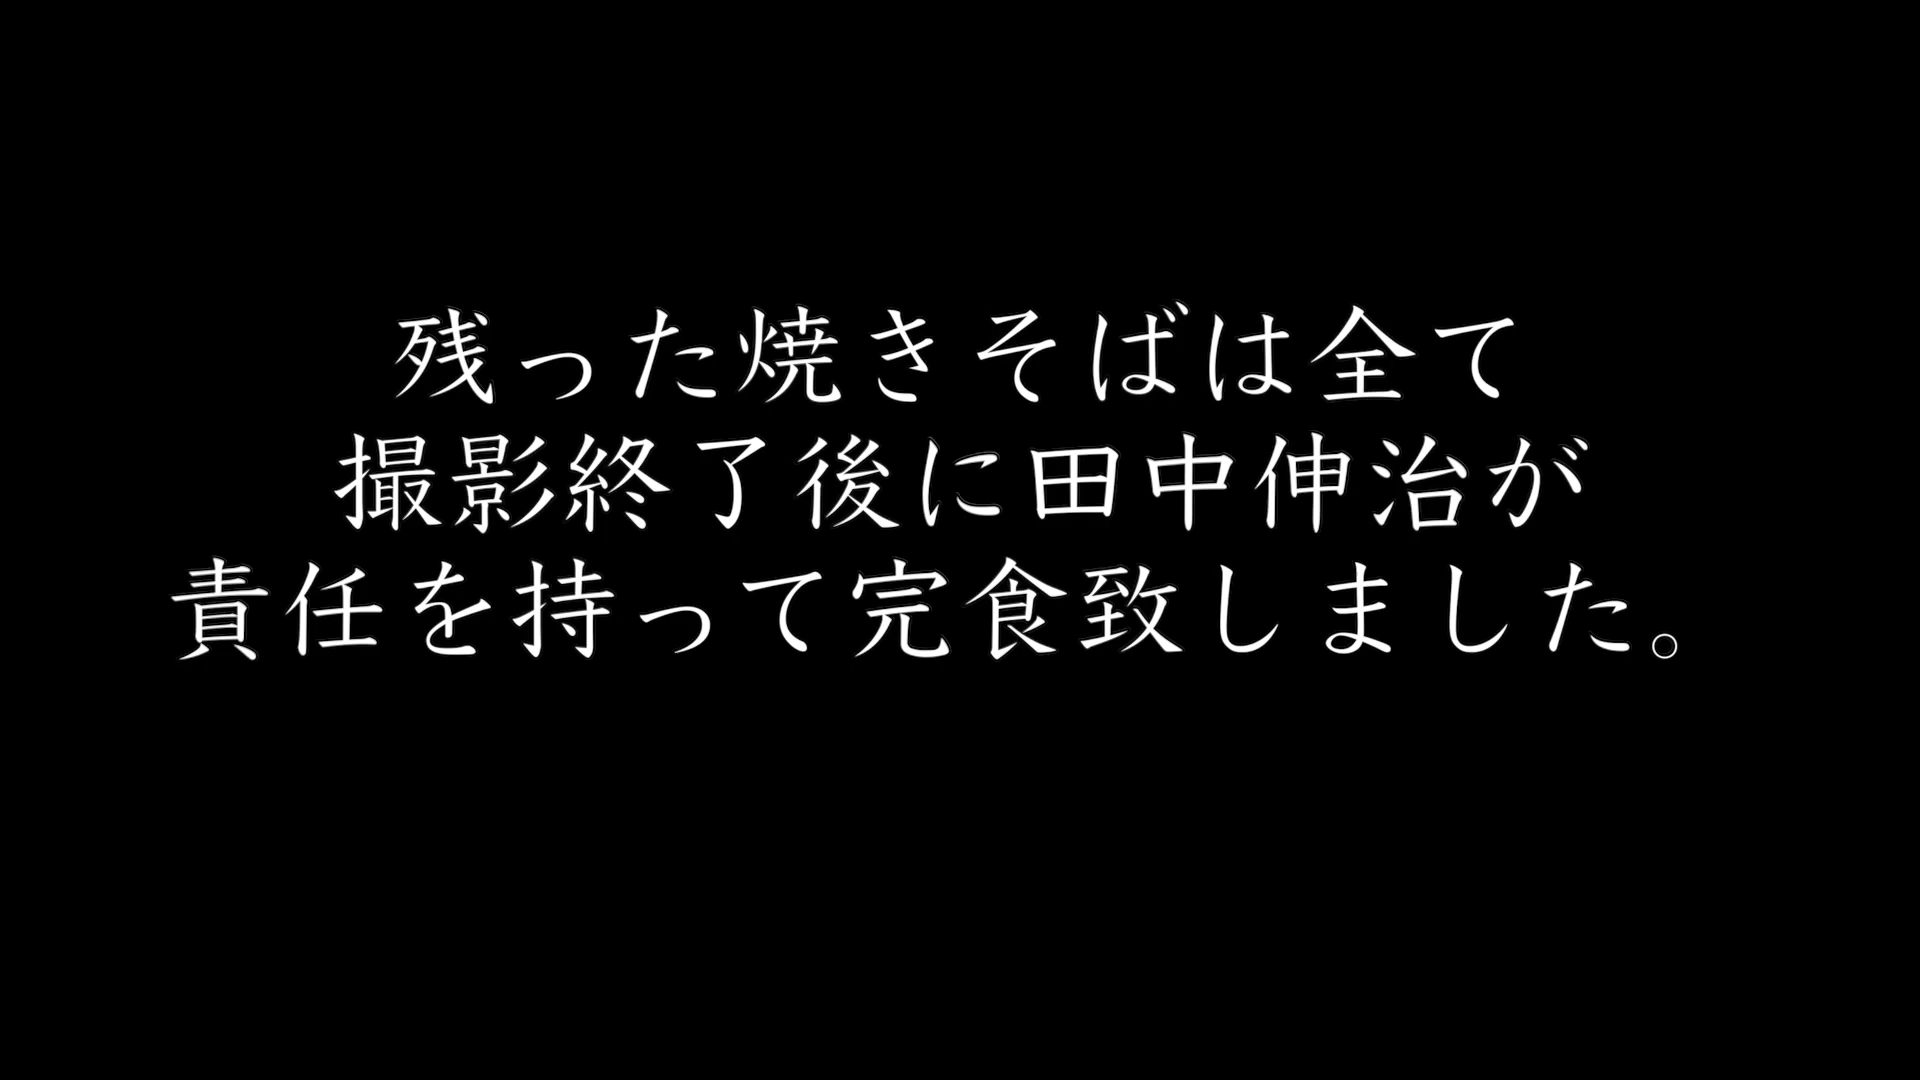 残った焼きそばは全て
撮影終了後に田中伸治が
責任を持って完食致しました。